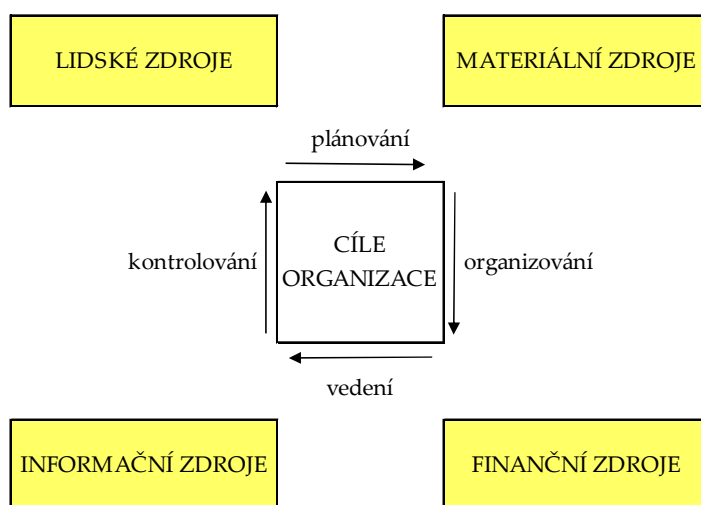 LIDSKÉ ZDROJE
MATERIÁLNÍ ZDROJE
plánování
kontrolování
CÍLE
ORGANIZACE
organizování
vedení
INFORMAČNÍ ZDROJE
FINANČNÍ ZDROJE